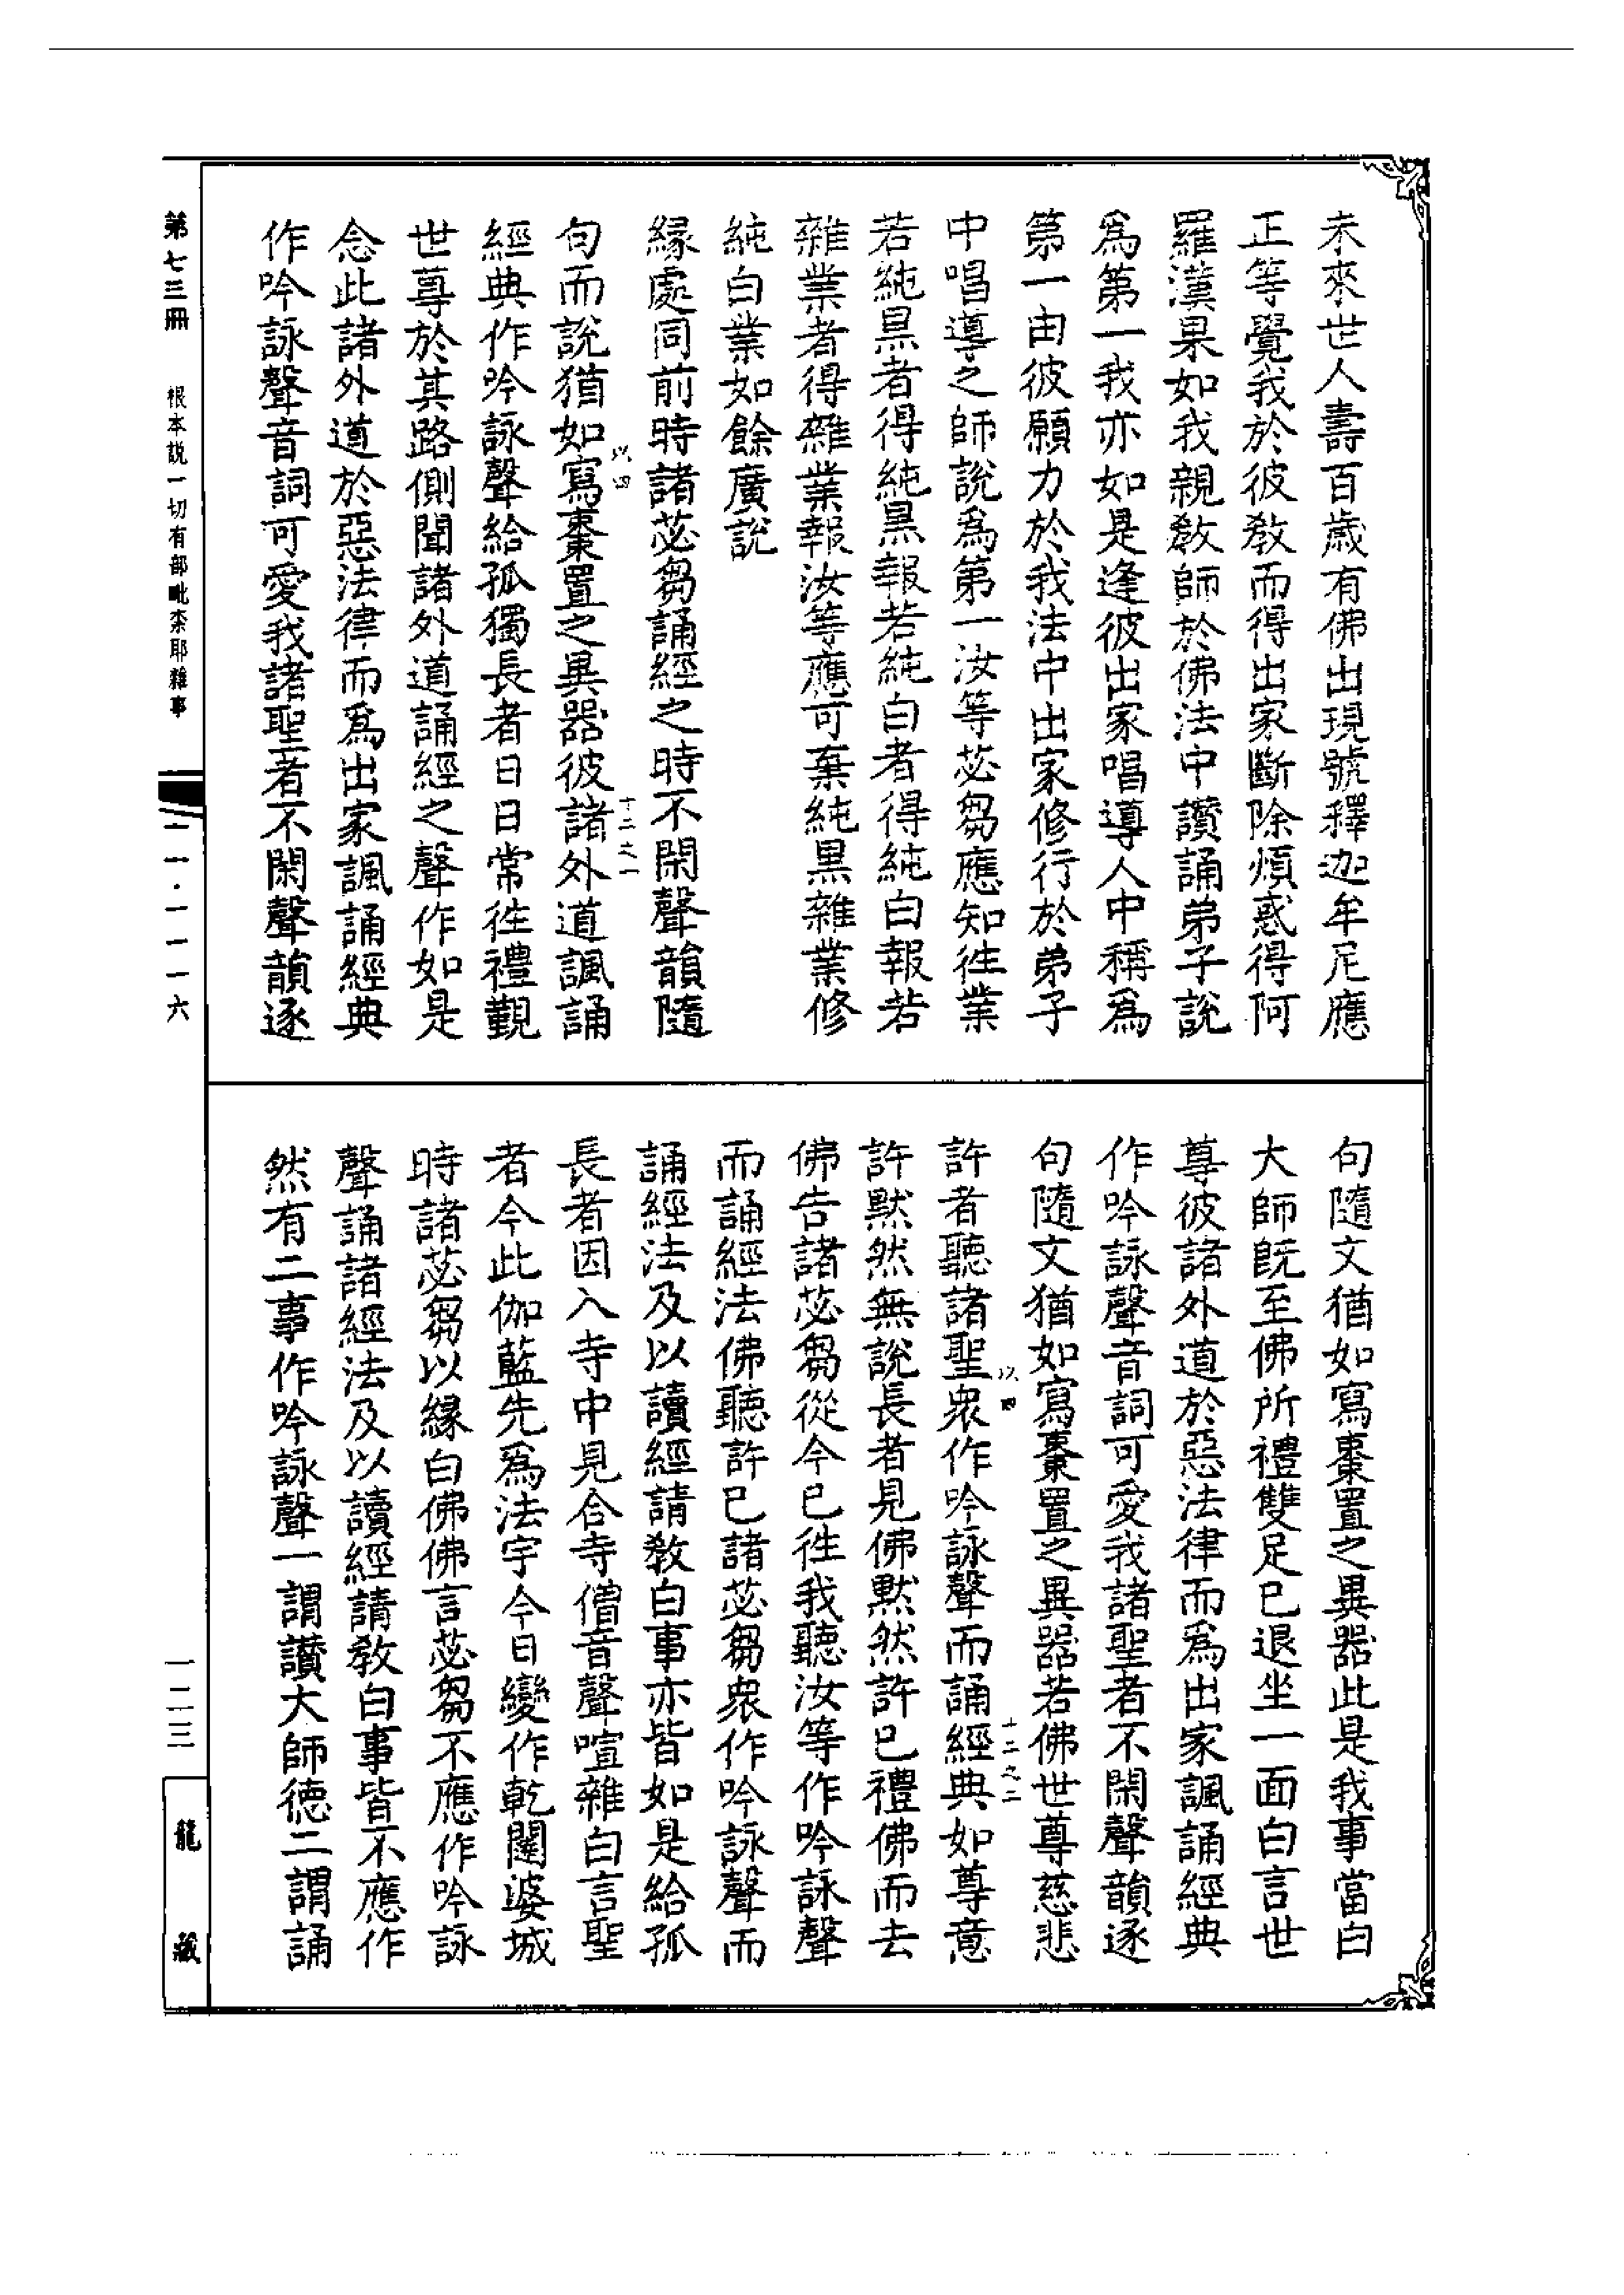 未來世人壽百歲有佛出現號釋迦牟尼應
正等覺我於彼教而得出家斷除煩惑得阿
羅漢果如我親教師於佛法中讚誦弟子說
爲第一我亦如是逢彼出家唱導人中稱爲
第一由彼願力於我法中出家修行於弟子
中唱導之師說爲第一汝等苾芻應知往業
若純黑者得純黑報若純白者得純白報若
雜業者得雜業報汝等應可棄純黑雜業修
純白業如餘廣說
緣處同前時諸苾芻誦經之時不閑聲韻隨
句而說猶如寫棗置之異器彼諸外道諷誦
以四
十二之一
經典作吟詠聲給孤獨長者日日常往禮覲
世尊於其路側聞諸外道誦經之聲作如是
念此諸外道於惡法律而爲出家諷誦經典
作吟詠聲音詞可愛我諸聖者不閑聲韻逐
句隨文猶如寫棗置之異器此是我事當白
大師既至佛所禮雙足已退坐一面白言世
尊彼諸外道於惡法律而爲出家諷誦經典
作吟詠聲音詞可愛我諸聖者不閑聲韻逐
句隨文猶如寫棗置之異器若佛世尊慈悲
以四
十二之二
許者聽諸聖衆作吟詠聲而誦經典如尊意
許默然無說長者見佛默然許已禮佛而去
佛告諸苾芻從今已往我聽汝等作吟詠聲
而誦經法佛聽許已諸苾芻衆作吟詠聲而
誦經法及以讀經請教白事亦皆如是給孤
長者因入寺中見合寺僧音聲喧雜白言聖
者今此伽藍先爲法宇今日變作乾闥婆城
時諸苾芻以緣白佛佛言苾芻不應作吟詠
聲誦諸經法及以讀經請教白事皆不應作
然有二事作吟詠聲一謂讚大師德二謂誦
第七三冊
根本説一切有部毗柰耶雜事
一一·一一一六
一二三
龍藏